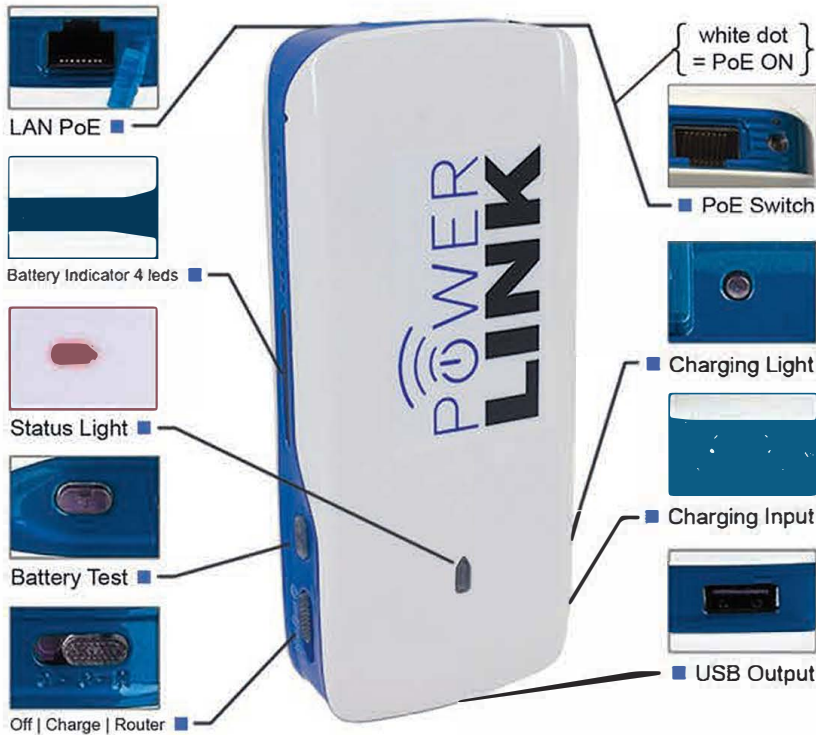 LAN PoE
Battery Indicator 4 leds
Status Light
Battery Test
Off | Charge | Router
POWER
LINK
white dot
= PoE ON
PoE Switch
Charging Light
Charging Input
USB Output